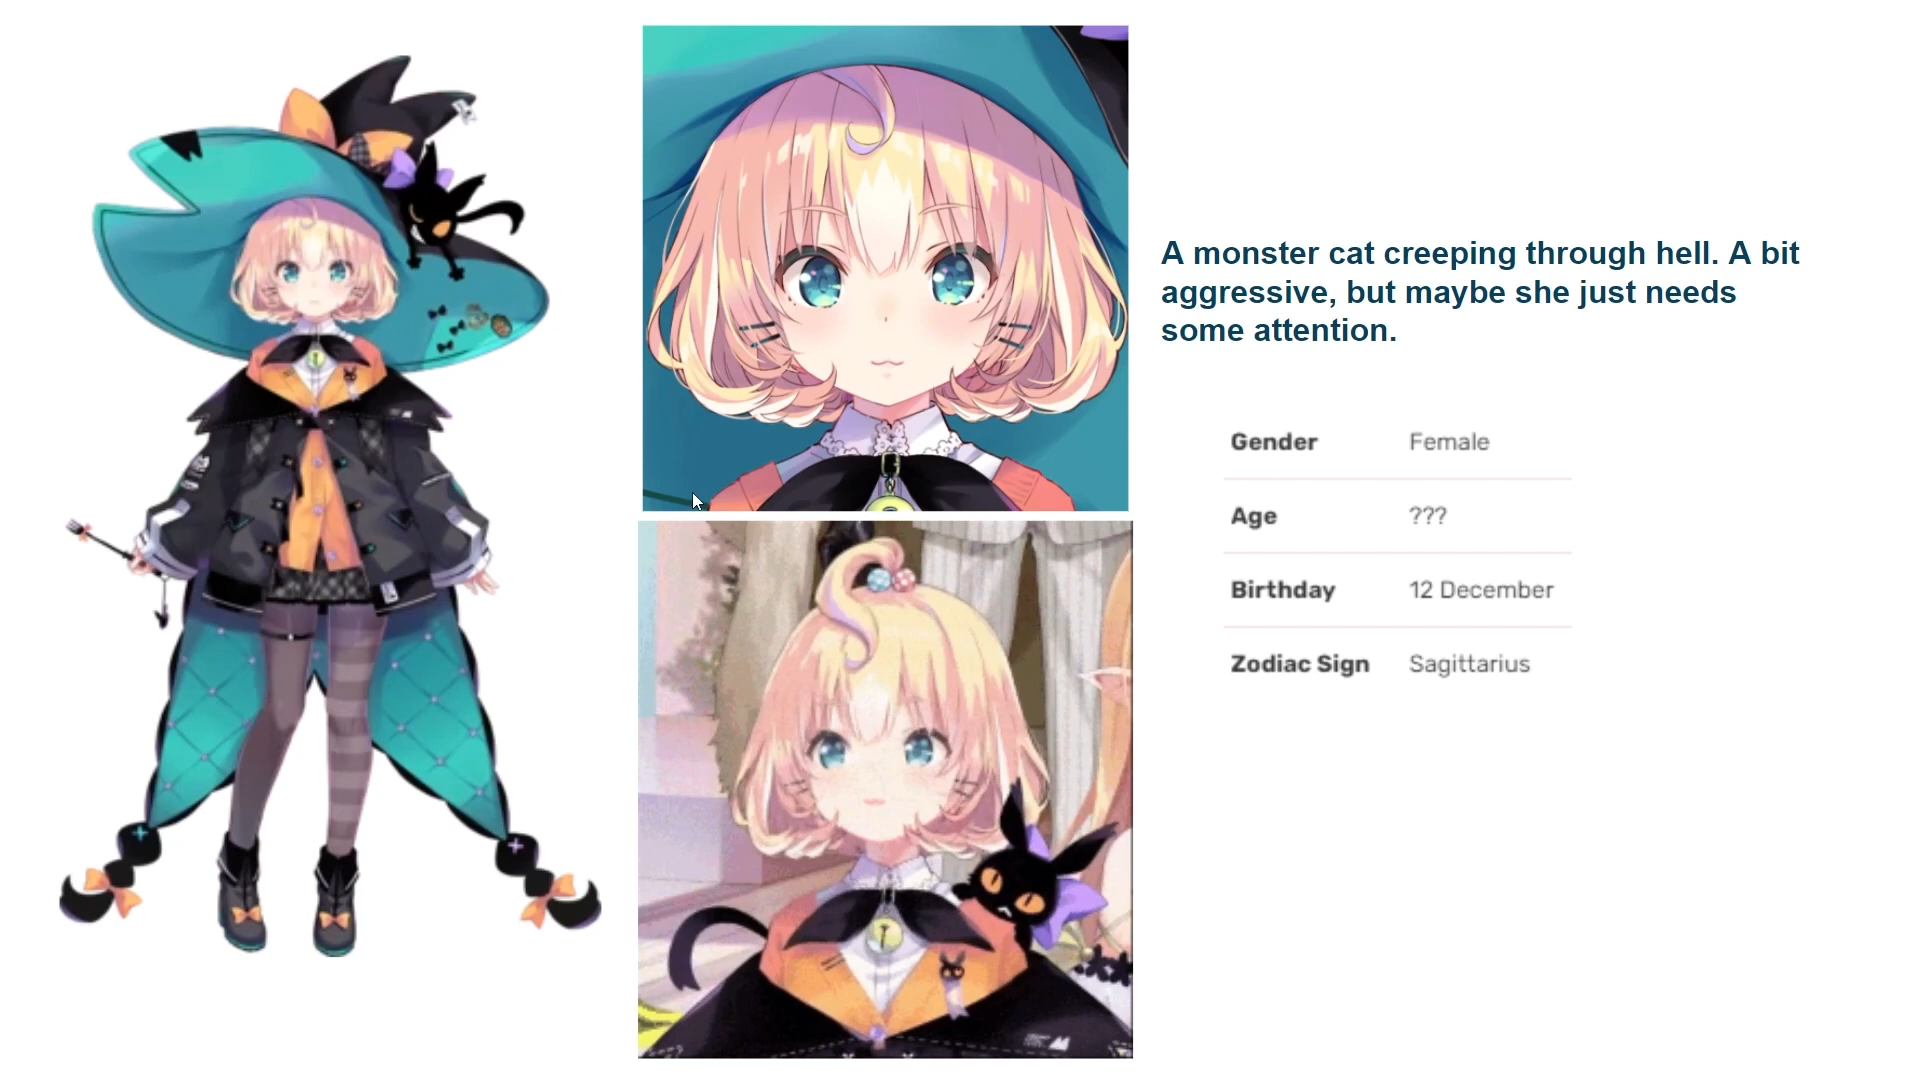 A monster cat creeping through hell. A bit
aggressive, but maybe she just needs
some attention.
Gender Female
Age ???
Birthday 12 December
Zodiac Sign Sagittarius